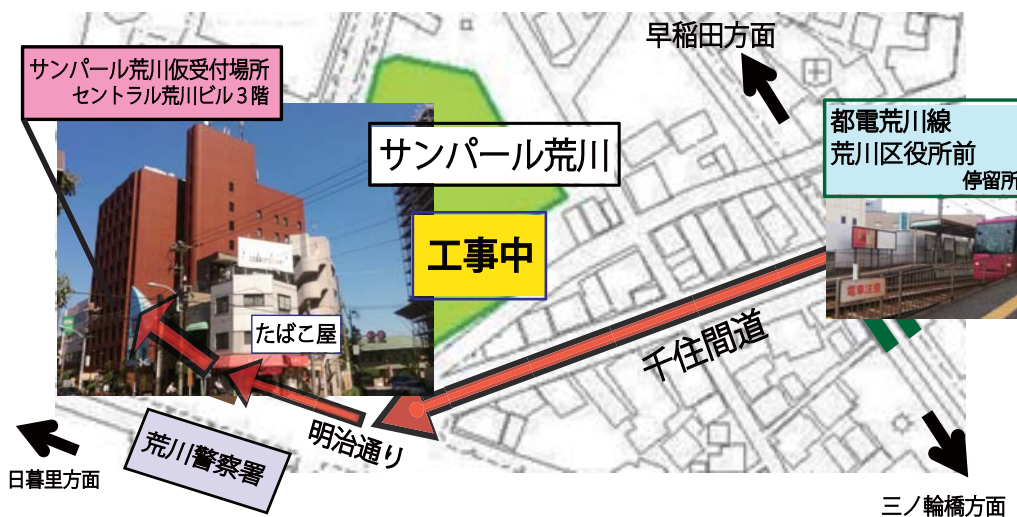 早稲田方面
サンパール荒川仮受付場所
セントラル荒川ビル３階
サンパール荒川
都電荒川線
荒川区役所前
停留所
工事中
電車注意
たばこ屋
千住間道
明治通り
荒川警察署
日暮里方面
三ノ輪橋方面